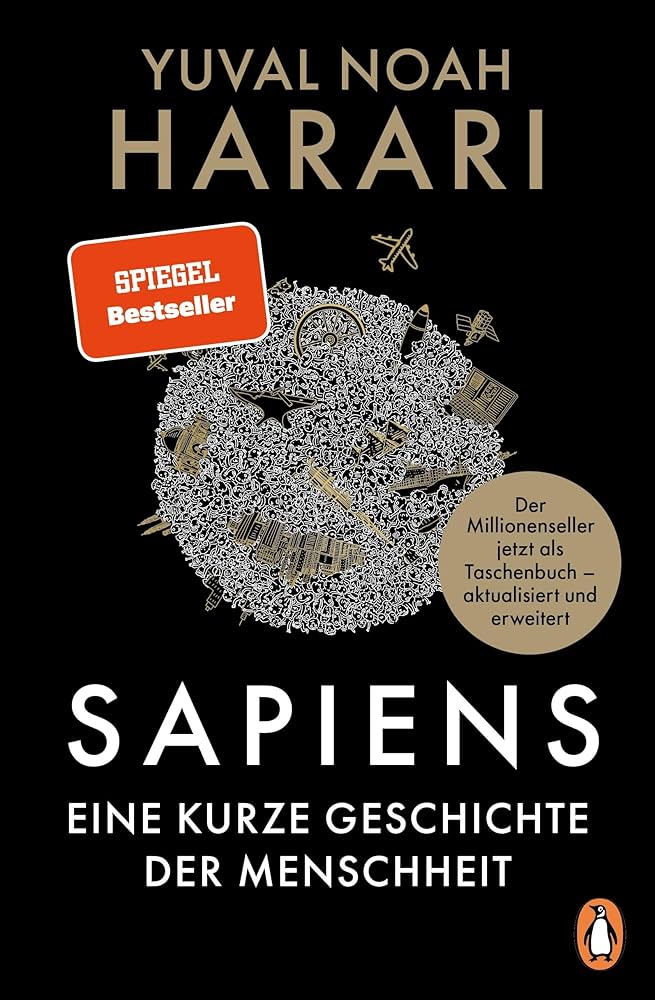 YUVAL NOAH
HARARI
SPIEGEL
Bestseller
Der
Millionenseller
jetzt als
Taschenbuch –
aktualisiert und
erweitert
SAPIENS
EINE KURZE GESCHICHTE
DER MENSCHHEIT